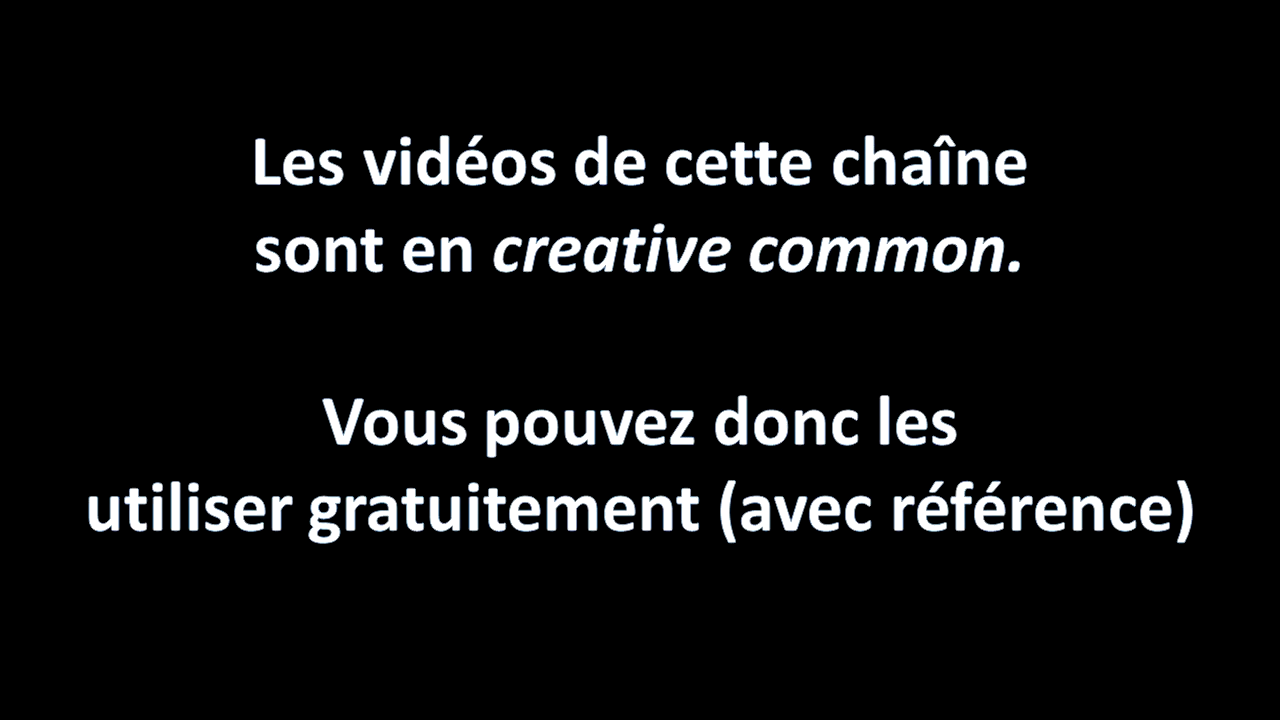 Les vidéos de cette chaîne
sont en creative common.
Vous pouvez donc les
utiliser gratuitement (avec référence)